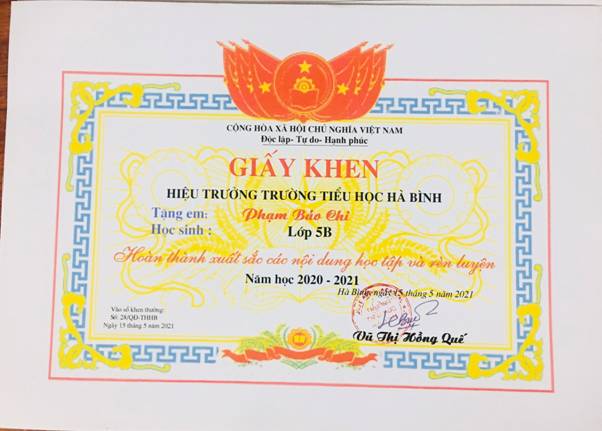 CỘNG HÒA XÃ HỘI CHỦ NGHĨA VIỆT NAM
Độc lập- Tự do- Hạnh phúc
GIẤY KHEN
HIỆU TRƯỞNG TRƯỜNG TIỂU HỌC HÀ BÌNH
Tặng em: Phạm Bảo Chi
Học sinh : Lớp 5B
Hoàn thành xuất sắc các nội dung học tập và rèn luyện
Năm học 2020 - 2021
Hà Bình, ngày 15 tháng 5 năm 2021
Vào sổ khen thưởng:
Số: 28/QĐ-THHB
Ngày 15 tháng 5 năm 2021
Vũ Thị Hồng Quế